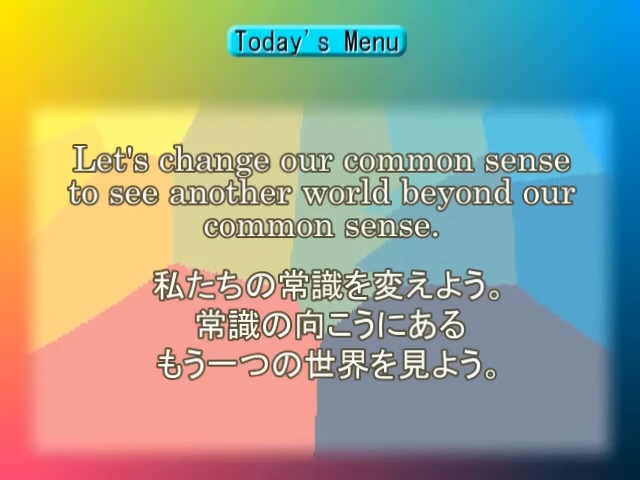 Today's Menu
Let's change our common sense
to see another world beyond our
common sense.
私たちの常識を変えよう。
常識の向こうにある
もう一つの世界を見よう。